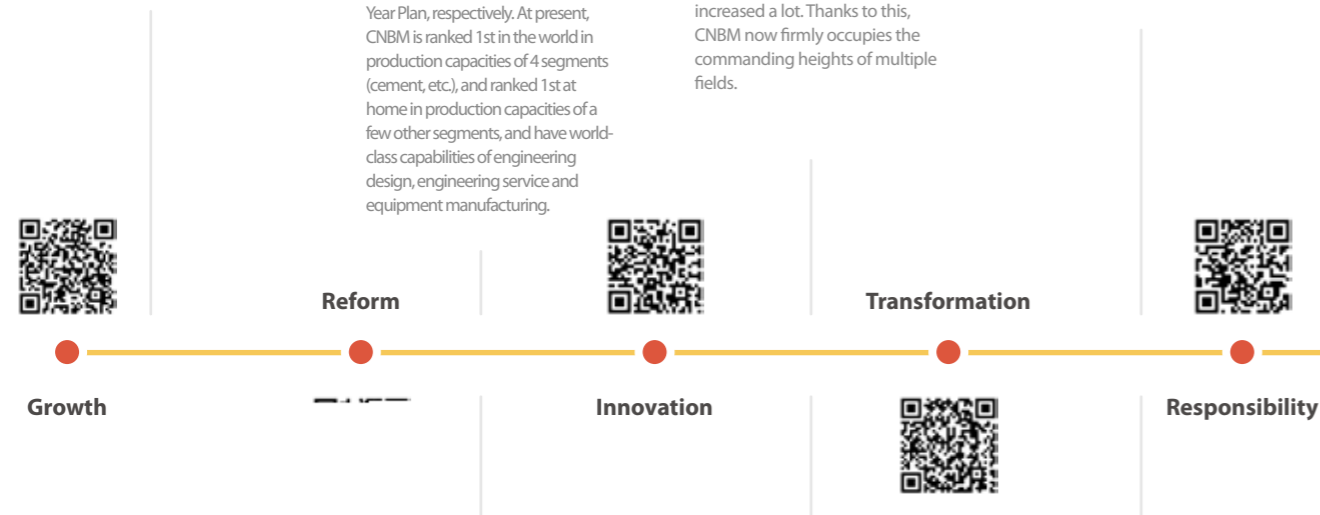 Year Plan, respectively. At present,
CNBM is ranked 1st in the world in
production capacities of 4 segments
(cement, etc.), and ranked 1st at
home in production capacities of a
few other segments, and have world-
class capabilities of engineering
design, engineering service and
equipment manufacturing.
increased a lot. Thanks to this,
CNBM now firmly occupies the
commanding heights of multiple
fields.
Reform
Transformation
Growth
Innovation
Responsibility